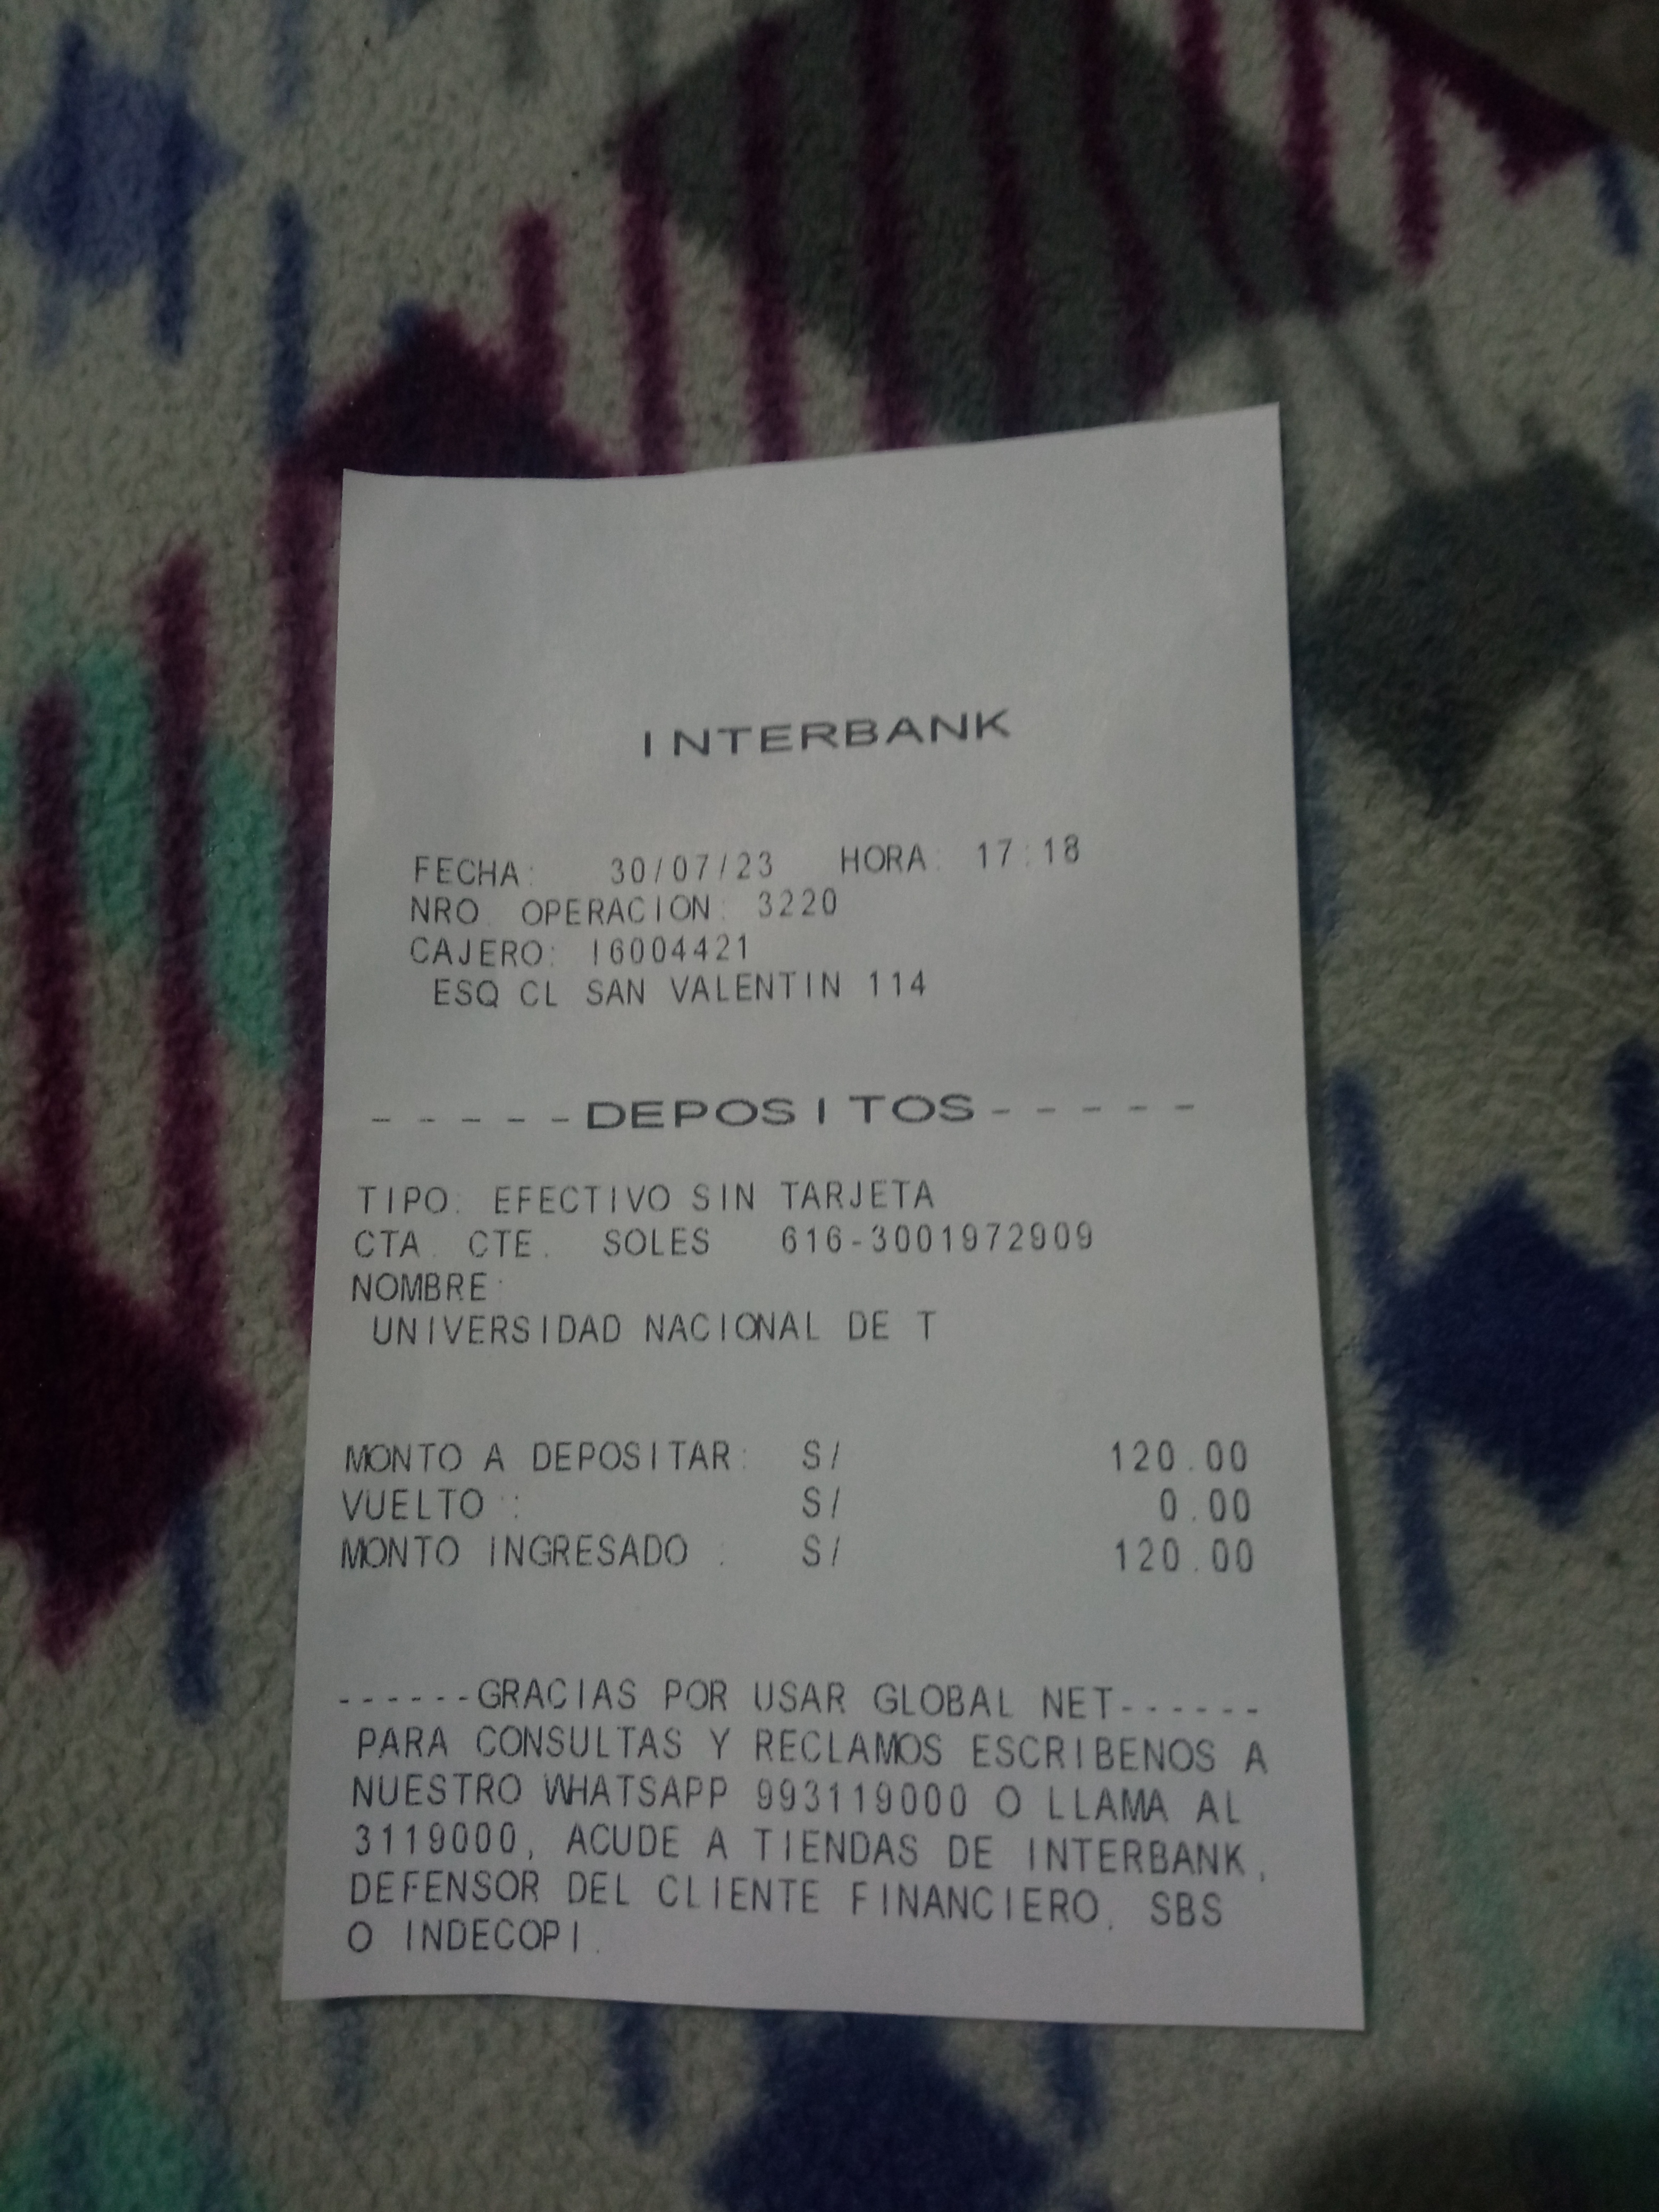 INTERBANK
FECHA: 30/07/23 HORA: 17:18
NRO. OPERACION: 3220
CAJERO: I6004421
ESQ CL SAN VALENTIN 114
-----DEPOSITOS-----
TIPO: EFECTIVO SIN TARJETA
CTA. CTE. SOLES 616-3001972909
NOMBRE:
UNIVERSIDAD NACIONAL DE T
MONTO A DEPOSITAR: S/ 120.00
VUELTO : S/ 0.00
MONTO INGRESADO : S/ 120.00
------GRACIAS POR USAR GLOBAL NET------
PARA CONSULTAS Y RECLAMOS ESCRIBENOS A
NUESTRO WHATSAPP 993119000 O LLAMA AL
3119000, ACUDE A TIENDAS DE INTERBANK,
DEFENSOR DEL CLIENTE FINANCIERO, SBS
O INDECOPI.